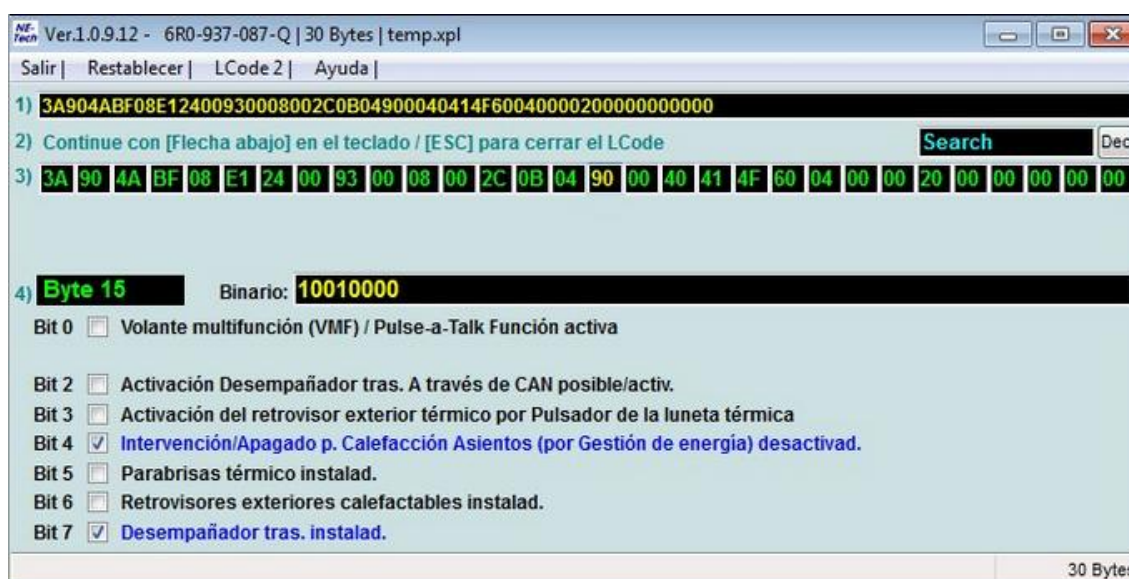 NE-Tech Ver.1.0.9.12 - 6R0-937-087-Q | 30 Bytes | temp.xpl
Salir | Restablecer | LCode 2 | Ayuda |
1) 3A904ABF08E12400930008002C0B04900040414F60040000200000000000
2) Continue con [Flecha abajo] en el teclado / [ESC] para cerrar el LCode Search Dec
3) 3A 90 4A BF 08 E1 24 00 93 00 08 00 2C 0B 04 90 00 40 41 4F 60 04 00 00 20 00 00 00 00 00
4) Byte 15 Binario: 10010000
Bit 0 Volante multifunción (VMF) / Pulse-a-Talk Función activa
Bit 2 Activación Desempañador tras. A través de CAN posible/activ.
Bit 3 Activación del retrovisor exterior térmico por Pulsador de la luneta térmica
Bit 4 Intervención/Apagado p. Calefacción Asientos (por Gestión de energía) desactivad.
Bit 5 Parabrisas térmico instalad.
Bit 6 Retrovisores exteriores calefactables instalad.
Bit 7 Desempañador tras. instalad.
30 Bytes